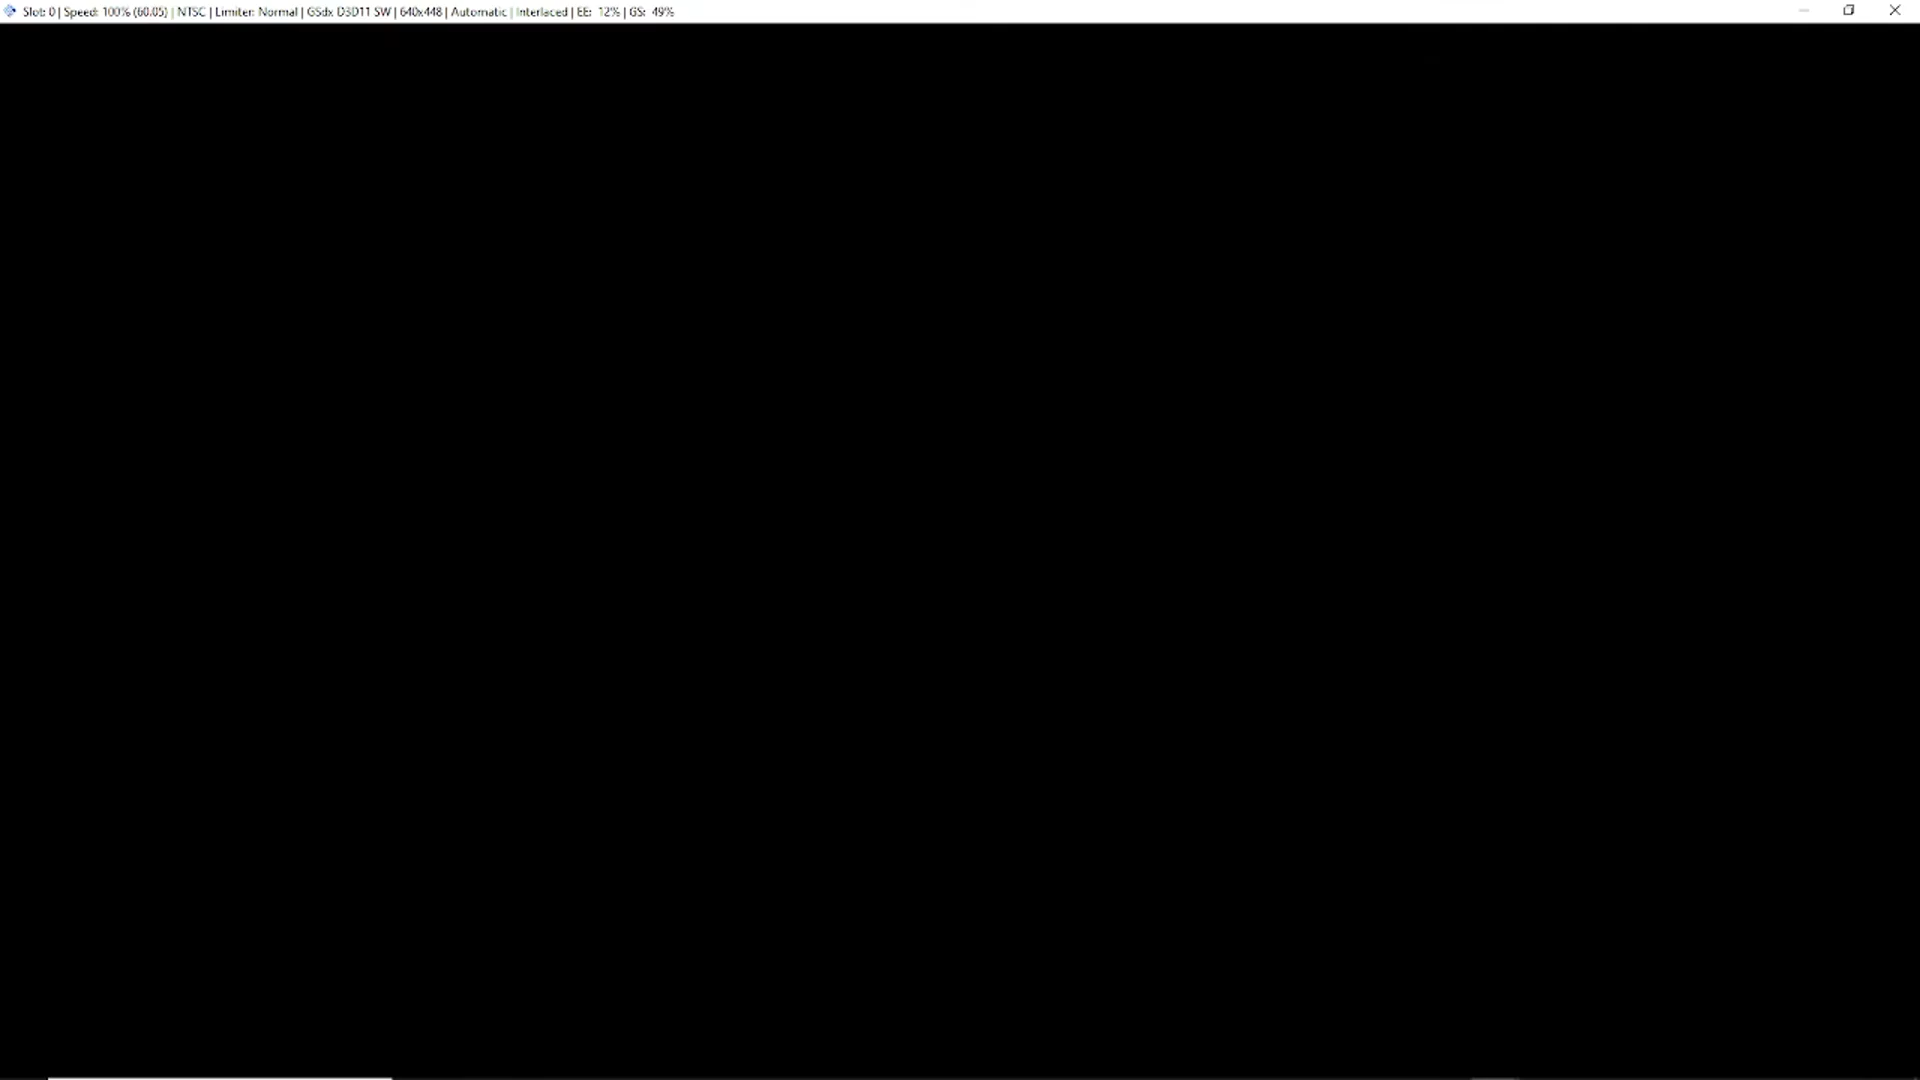 Slot: 0 | Speed: 100% (60.05) | NTSC | Limiter: Normal | GSdx D3D11 SW | 640x448 | Automatic | Interlaced | EE: 12% | GS: 49%